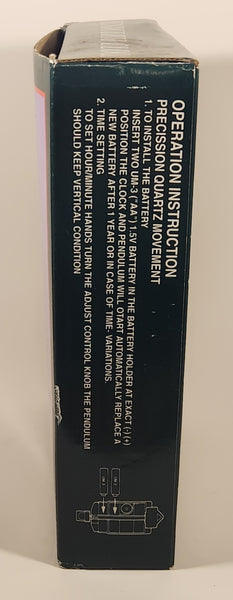 OPERATION INSTRUCTION
PRECISSION QUARTZ MOVEMENT
1. TO INSTALL THE BATTERY
INSERT TWO UM-3 ("AA") 1.5V BATTERY IN THE BATTERY HOLDER AT EXACT (-) (+)
POSITION THE CLOCK AND PENDULUM WILL OTART AUTOMATICALLY REPLACE A
NEW BATTERY AFTER 1 YEAR OR IN CASE OF TIME- VARIATIONS.
2. TIME SETTING
TO SET HOUR/MINUTE HANDS TURN THE ADJUST CONTROL KNOB THE PENDULUM
SHOULD KEEP VERTICAL CONDITION